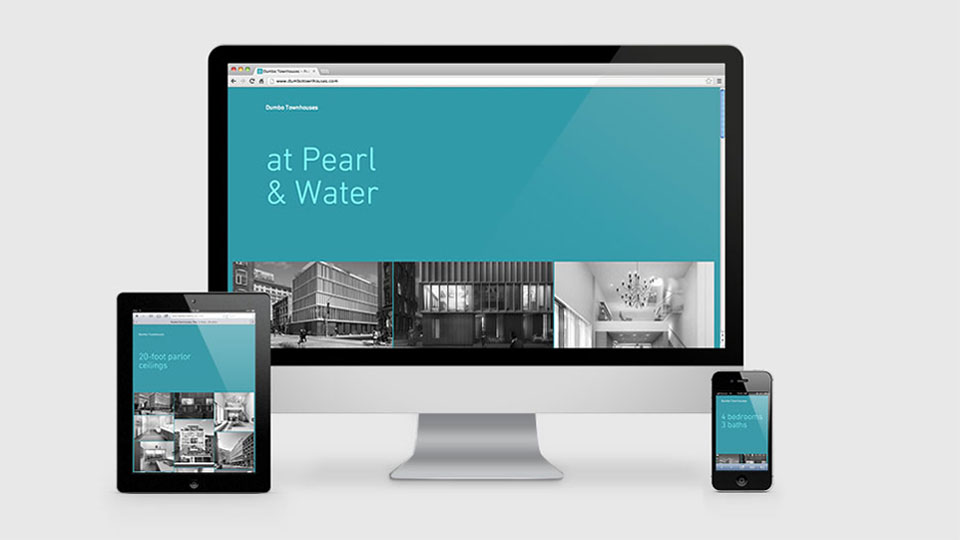 Dumbo Townhouses - P
www.dumbotownhouses.com
Dumbo Townhouses
at Pearl
& Water
Dumbo Townhouses
20-foot parlor
ceilings
Dumbo Townhouses
4 bedrooms
3 baths